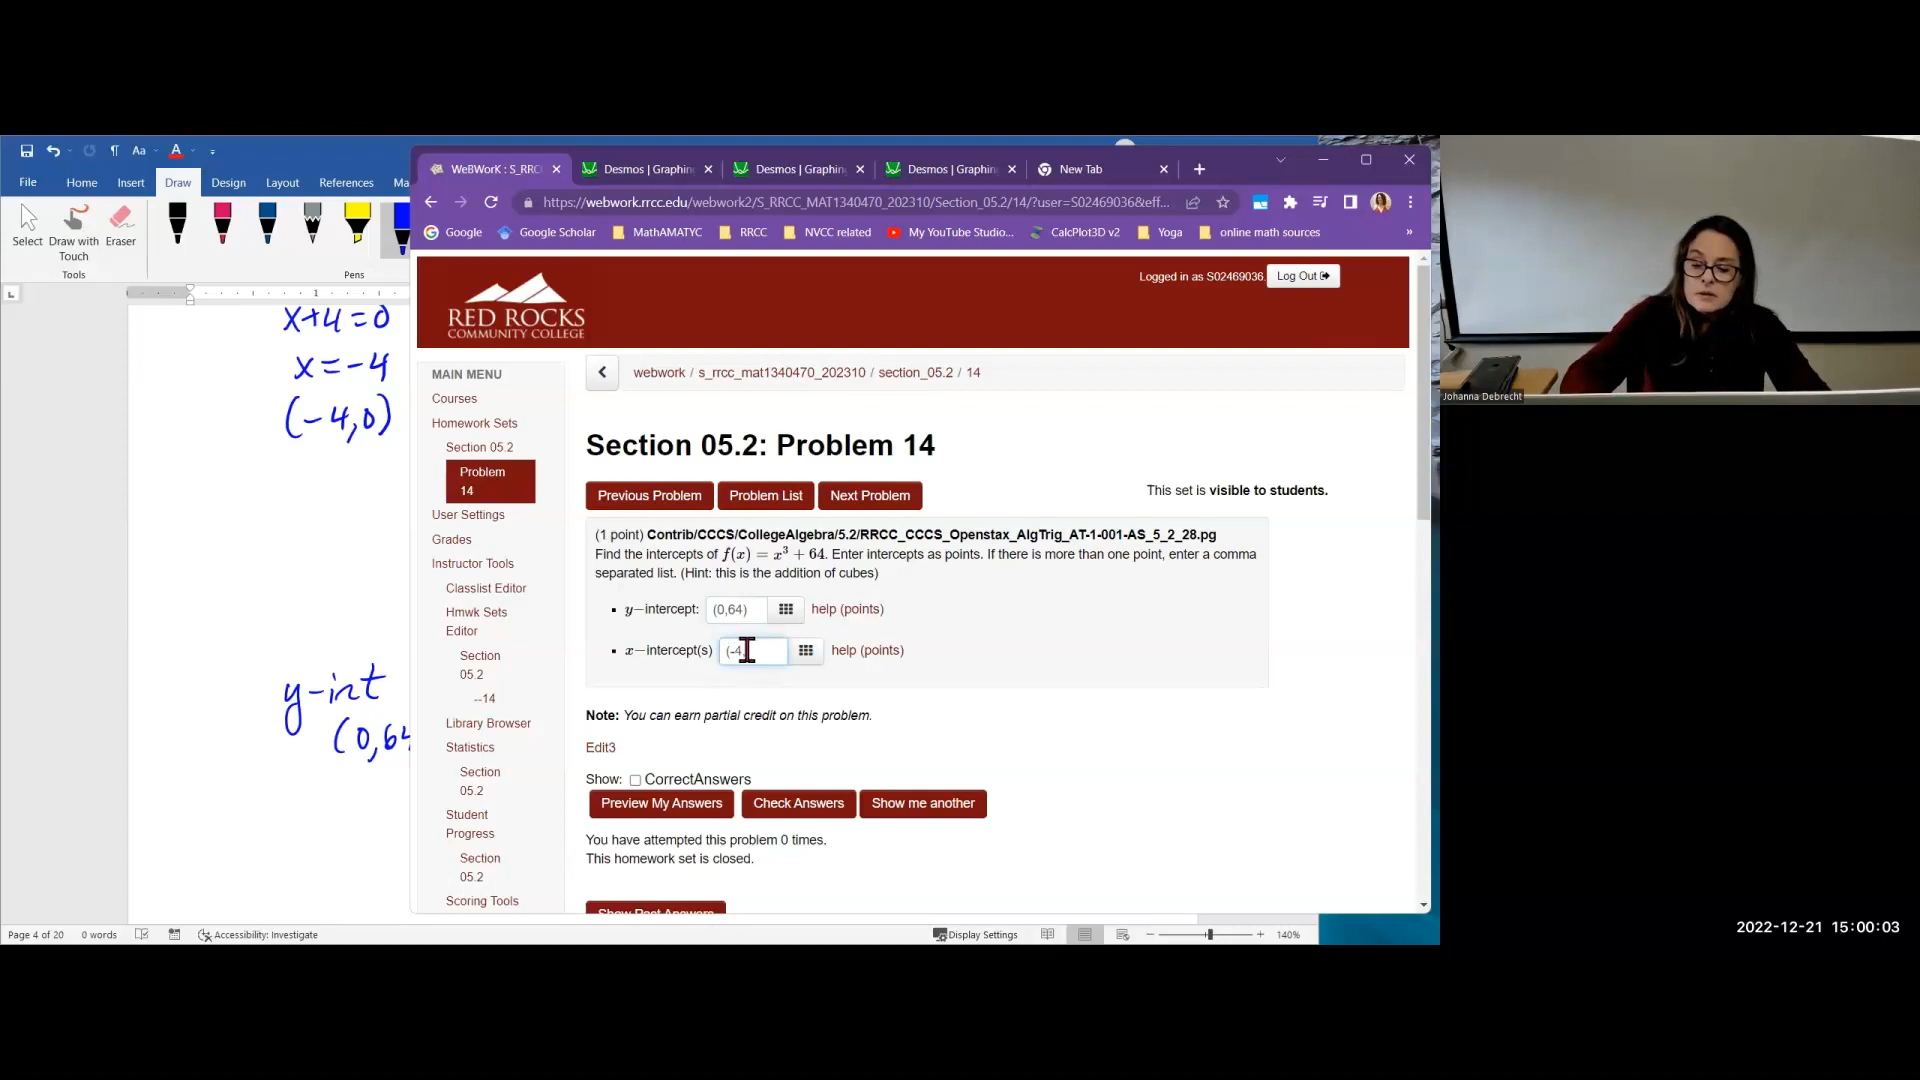 Aa A
File Home Insert Draw Design Layout References Ma
Select Draw with Touch Eraser
Tools
Pens
1
x+4=0
x=-4
(-4,0)
y-int
(0,64
Page 4 of 20 0 words Accessibility: Investigate
Display Settings 140%
WeBWorK : S_RRC Desmos | Graphin Desmos | Graphin Desmos | Graphin New Tab
https://webwork.rrcc.edu/webwork2/S_RRCC_MAT1340470_202310/Section_05.2/14/?user=S02469036&eff...
Google Google Scholar MathAMATYC RRCC NVCC related My YouTube Studio... CalcPlot3D v2 Yoga online math sources »
RED ROCKS
COMMUNITY COLLEGE
Logged in as S02469036. Log Out
MAIN MENU
Courses
Homework Sets
Section 05.2
Problem
14
User Settings
Grades
Instructor Tools
Classlist Editor
Hmwk Sets
Editor
Section
05.2
--14
Library Browser
Statistics
Section
05.2
Student
Progress
Section
05.2
Scoring Tools
webwork / s_rrcc_mat1340470_202310 / section_05.2 / 14
Section 05.2: Problem 14
Previous Problem Problem List Next Problem
This set is visible to students.
(1 point) Contrib/CCCS/CollegeAlgebra/5.2/RRCC_CCCS_Openstax_AlgTrig_AT-1-001-AS_5_2_28.pg
Find the intercepts of f(x) = x³ + 64. Enter intercepts as points. If there is more than one point, enter a comma
separated list. (Hint: this is the addition of cubes)
y−intercept: (0,64) help (points)
x−intercept(s) (-4, help (points)
Note: You can earn partial credit on this problem.
Edit3
Show: CorrectAnswers
Preview My Answers Check Answers Show me another
You have attempted this problem 0 times.
This homework set is closed.
Show Past Answers
Johanna Debrecht
2022-12-21 15:00:03